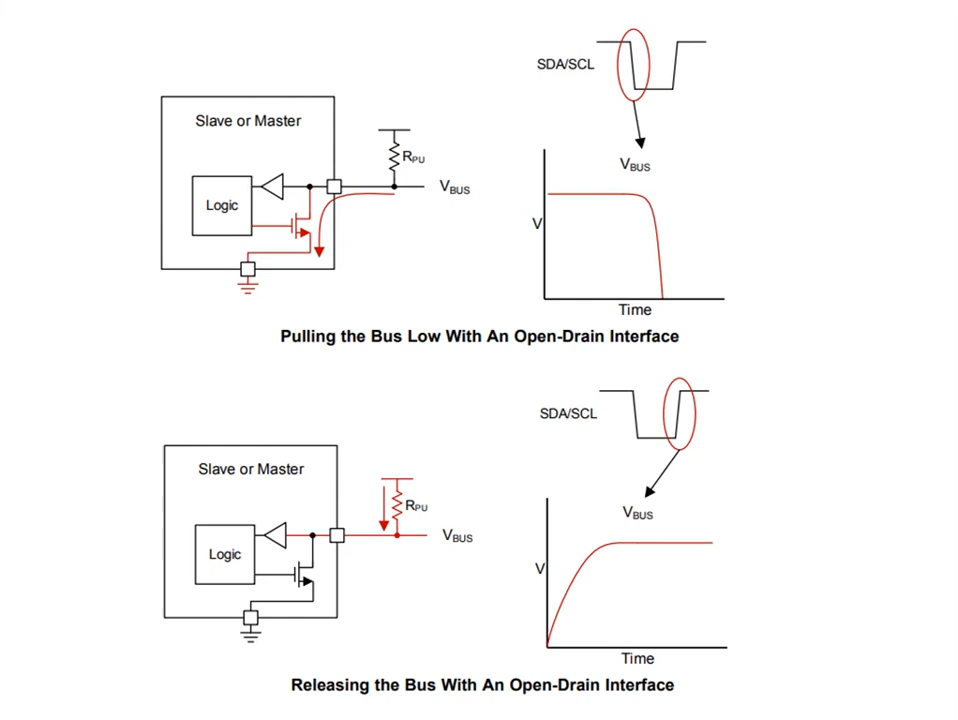 SDA/SCL
Slave or Master
RPU
VBUS
Logic
VBUS
V
Time
Pulling the Bus Low With An Open-Drain Interface
SDA/SCL
Slave or Master
RPU
VBUS
Logic
VBUS
V
Time
Releasing the Bus With An Open-Drain Interface